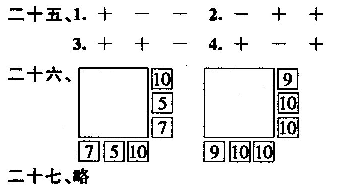 二十五、1. + − − 2. − + +
3. + + − 4. + − +
二十六、 10 9
5 10
7 10
7 5 10 9 10 10
二十七、略